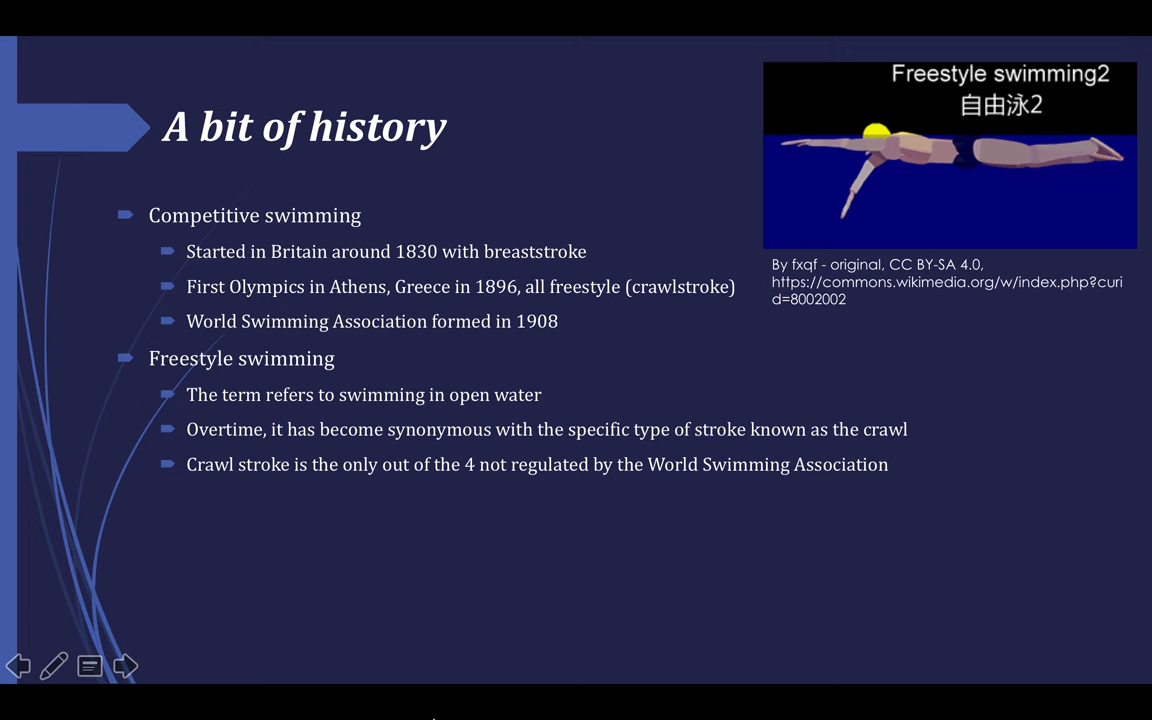 A bit of history
Competitive swimming
Started in Britain around 1830 with breaststroke
First Olympics in Athens, Greece in 1896, all freestyle (crawlstroke)
World Swimming Association formed in 1908
Freestyle swimming
The term refers to swimming in open water
Overtime, it has become synonymous with the specific type of stroke known as the crawl
Crawl stroke is the only out of the 4 not regulated by the World Swimming Association
Freestyle swimming2
自由泳2
By fxqf - original, CC BY-SA 4.0,
https://commons.wikimedia.org/w/index.php?curi
d=8002002